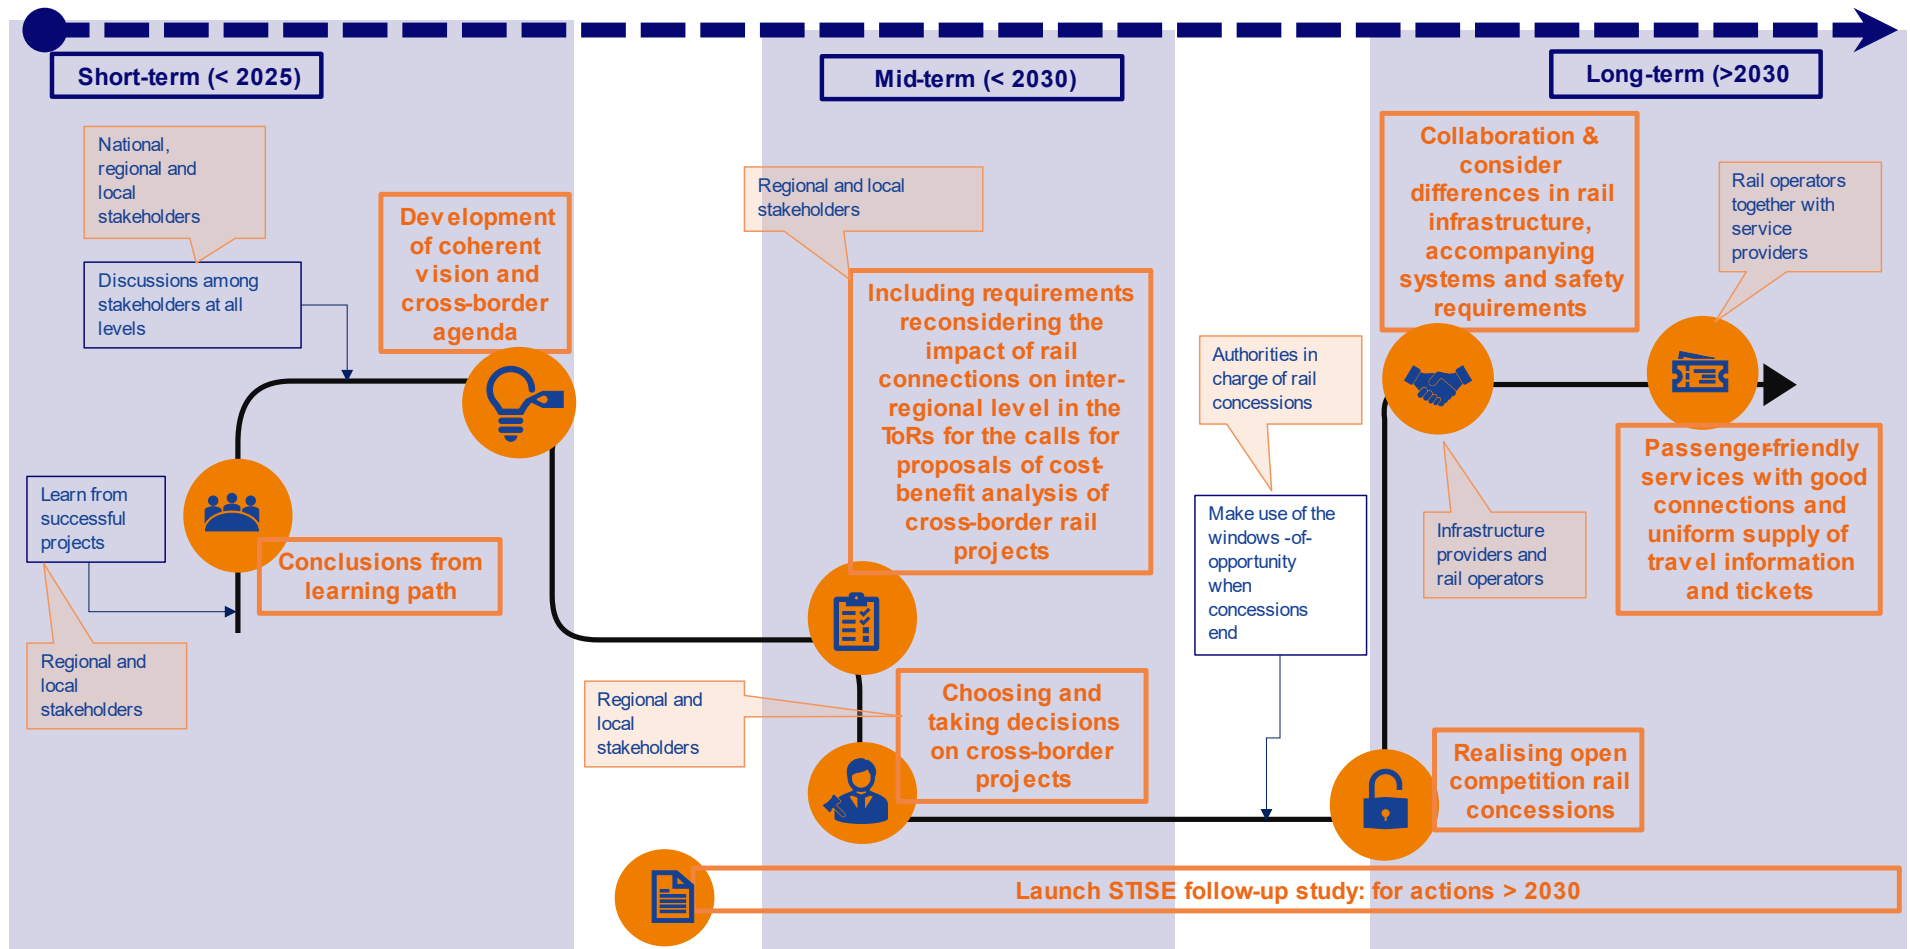 Short-term (< 2025)
Mid-term (< 2030)
Long-term (>2030
National,
regional and
local
stakeholders
Discussions among
stakeholders at all
levels
Development
of coherent
vision and
cross-border
agenda
Learn from
successful
projects
Conclusions from
learning path
Regional and
local
stakeholders
Regional and local
stakeholders
Including requirements
reconsidering the
impact of rail
connections on inter-
regional level in the
ToRs for the calls for
proposals of cost-
benefit analysis of
cross-border rail
projects
Regional and
local
stakeholders
Choosing and
taking decisions
on cross-border
projects
Authorities in
charge of rail
concessions
Make use of the
windows -of-
opportunity
when
concessions
end
Realising open
competition rail
concessions
Collaboration &
consider
differences in rail
infrastructure,
accompanying
systems and safety
requirements
Infrastructure
providers and
rail operators
Rail operators
together with
service
providers
Passenger-friendly
services with good
connections and
uniform supply of
travel information
and tickets
Launch STISE follow-up study: for actions > 2030